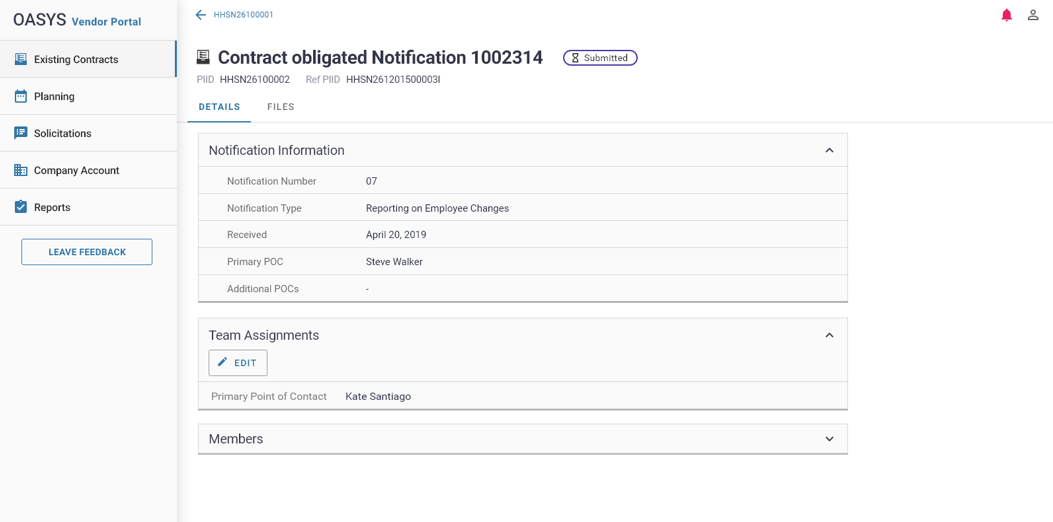 OASYS Vendor Portal
Existing Contracts
Planning
Solicitations
Company Account
Reports
LEAVE FEEDBACK
HHSN26100001
Contract obligated Notification 1002314 Submitted
PIID HHSN26100002 Ref PIID HHSN261201500003I
DETAILS FILES
Notification Information
Notification Number 07
Notification Type Reporting on Employee Changes
Received April 20, 2019
Primary POC Steve Walker
Additional POCs -
Team Assignments
EDIT
Primary Point of Contact Kate Santiago
Members